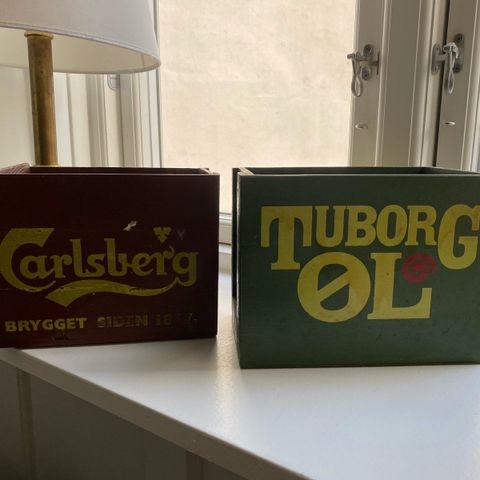 Carlsberg
BRYGGET SIDEN
TUBORG
ØL